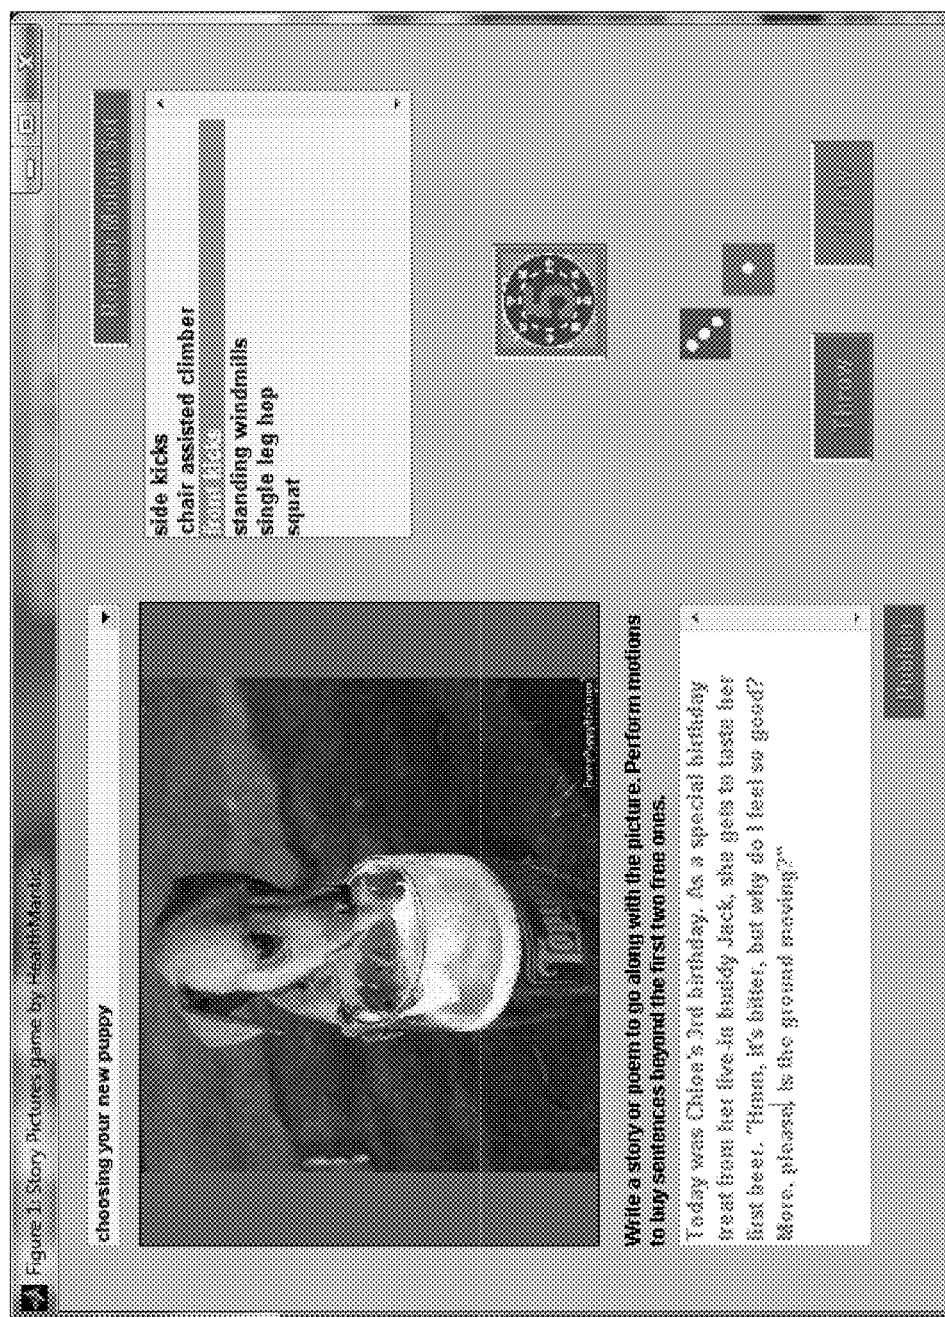 Figure 1: Story Pictures game by HealthMantic
choosing your new puppy
Write a story or poem to go along with the picture. Perform motions
to buy sentences beyond the first two free ones.
Today was Chloe's 3rd birthday. As a special birthday
treat from her live-in buddy Jack, she gets to taste her
first beer. "Hmm, it's bitter, but why do I feel so good?
More, please! Is the ground moving?"
side kicks
chair assisted climber
standing windmills
single leg hop
squat